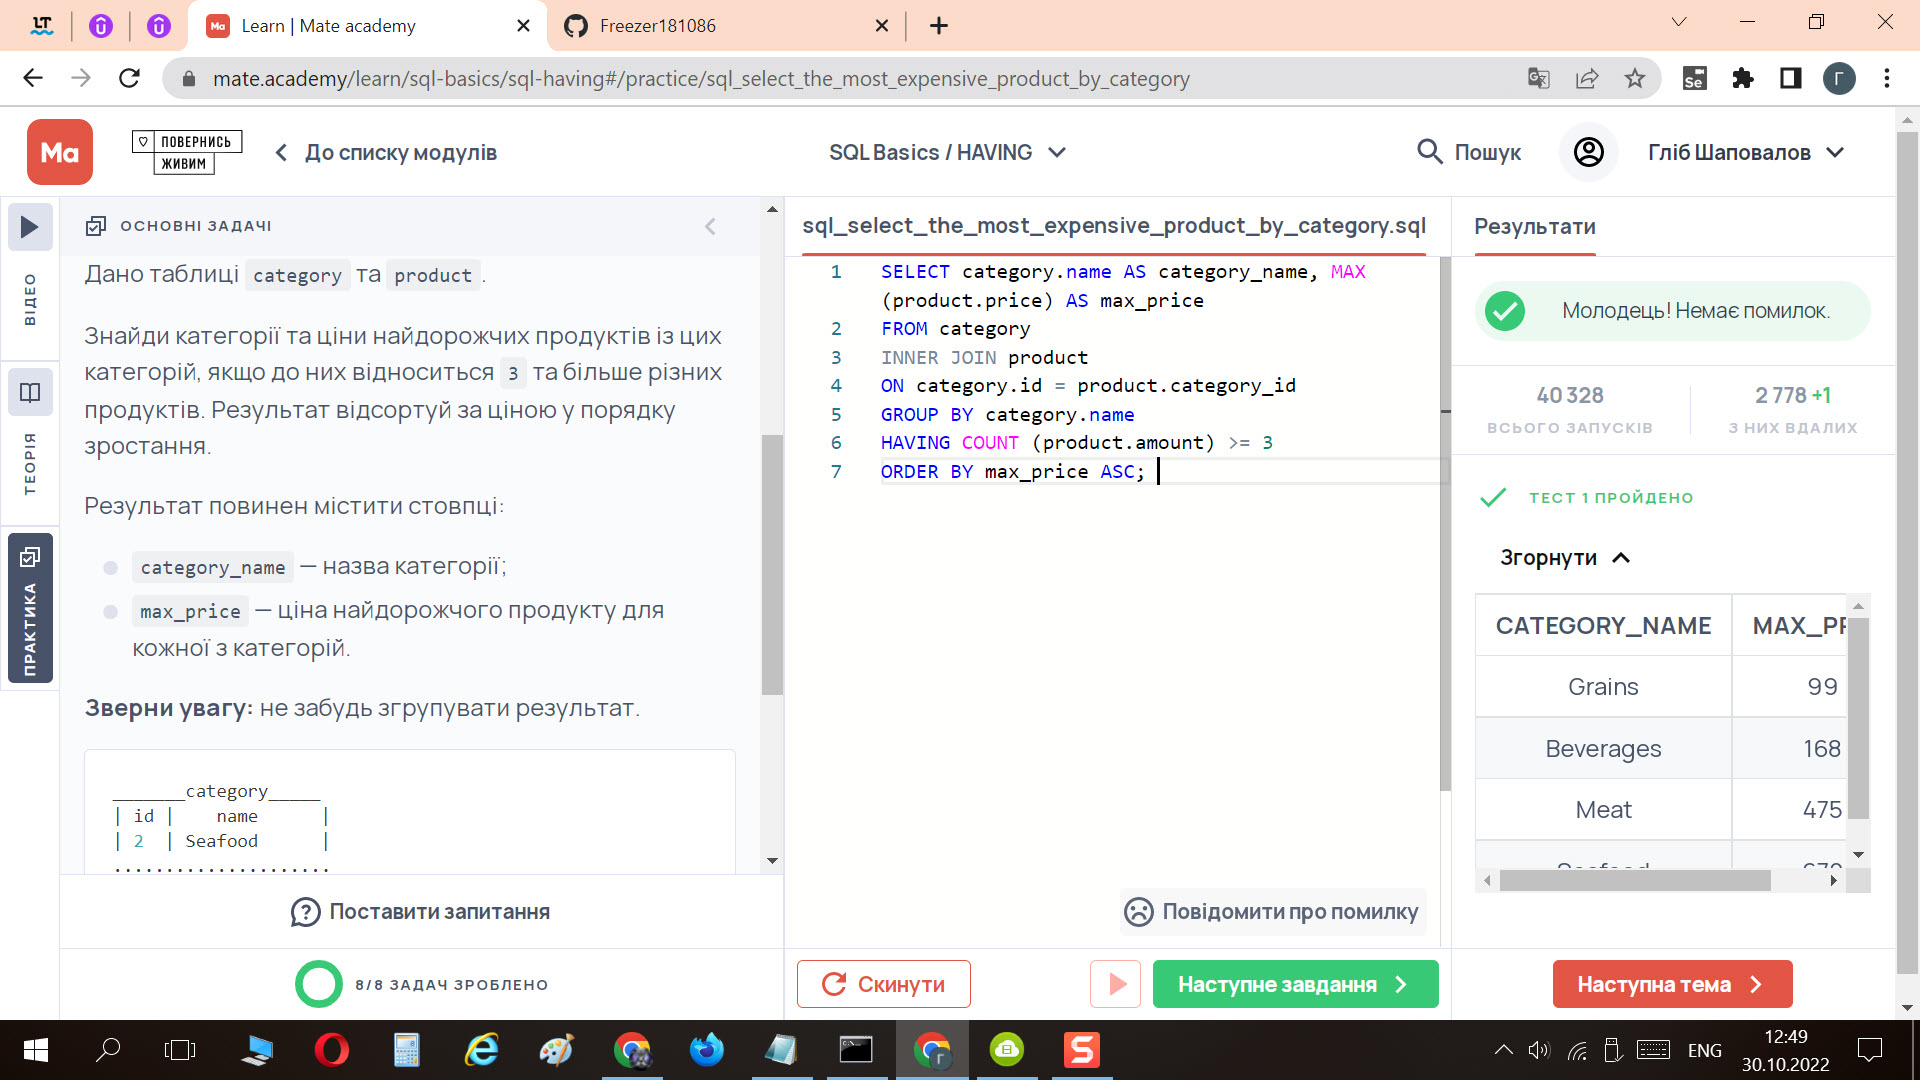 Learn | Mate academy
Freezer181086
mate.academy/learn/sql-basics/sql-having#/practice/sql_select_the_most_expensive_product_by_category
Ma
ПОВЕРНИСЬ
ЖИВИМ
До списку модулів
SQL Basics / HAVING
Пошук
Гліб Шаповалов
ВІДЕО
ТЕОРІЯ
ПРАКТИКА
ОСНОВНІ ЗАДАЧІ
Дано таблиці category та product.
Знайди категорії та ціни найдорожчих продуктів із цих
категорій, якщо до них відноситься 3 та більше різних
продуктів. Результат відсортуй за ціною у порядку
зростання.
Результат повинен містити стовпці:
category_name — назва категорії;
max_price — ціна найдорожчого продукту для
кожної з категорій.
Зверни увагу: не забудь згрупувати результат.
_______category_____
| id |    name      |
| 2  | Seafood      |
.....................
Поставити запитання
8/8 ЗАДАЧ ЗРОБЛЕНО
sql_select_the_most_expensive_product_by_category.sql
1 SELECT category.name AS category_name, MAX
(product.price) AS max_price
2 FROM category
3 INNER JOIN product
4 ON category.id = product.category_id
5 GROUP BY category.name
6 HAVING COUNT (product.amount) >= 3
7 ORDER BY max_price ASC;
Повідомити про помилку
Скинути
Наступне завдання
Результати
Молодець! Немає помилок.
40 328 2 778 +1
ВСЬОГО ЗАПУСКІВ З НИХ ВДАЛИХ
ТЕСТ 1 ПРОЙДЕНО
Згорнути
CATEGORY_NAME MAX_PR
Grains 99
Beverages 168
Meat 475
Seafood
Наступна тема
ENG
12:49
30.10.2022